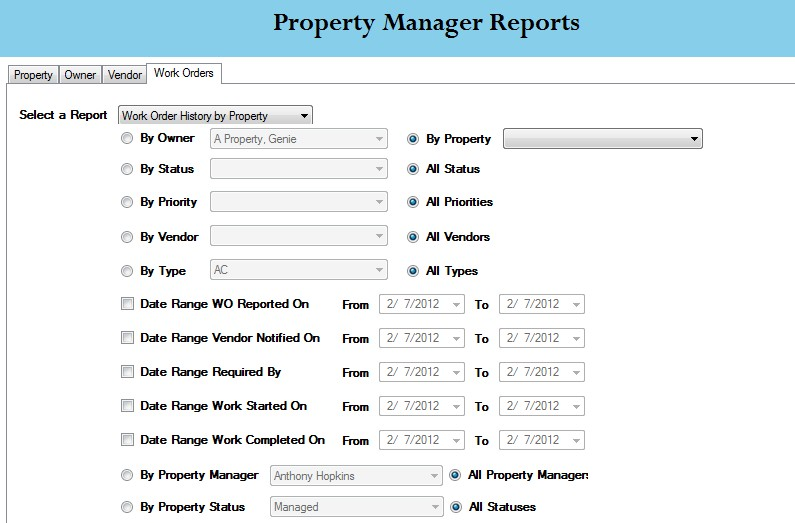 Property Manager Reports
Property Owner Vendor Work Orders
Select a Report Work Order History by Property
By Owner A Property, Genie By Property
By Status All Status
By Priority All Priorities
By Vendor All Vendors
By Type AC All Types
Date Range WO Reported On From 2/ 7/2012 To 2/ 7/2012
Date Range Vendor Notified On From 2/ 7/2012 To 2/ 7/2012
Date Range Required By From 2/ 7/2012 To 2/ 7/2012
Date Range Work Started On From 2/ 7/2012 To 2/ 7/2012
Date Range Work Completed On From 2/ 7/2012 To 2/ 7/2012
By Property Manager Anthony Hopkins All Property Managers
By Property Status Managed All Statuses